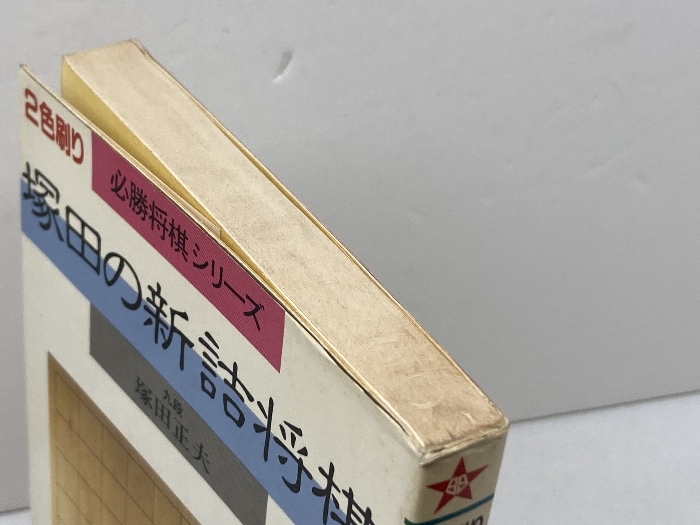 2色刷り
必勝将棋シリーズ
塚田の新詰将棋
九段
塚田正夫